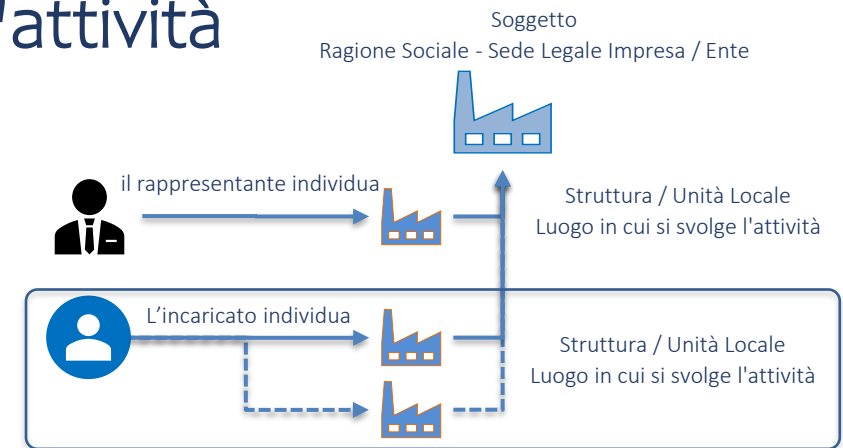 'attività
Soggetto
Ragione Sociale - Sede Legale Impresa / Ente
il rappresentante individua
Struttura / Unità Locale
Luogo in cui si svolge l'attività
L’incaricato individua
Struttura / Unità Locale
Luogo in cui si svolge l'attività